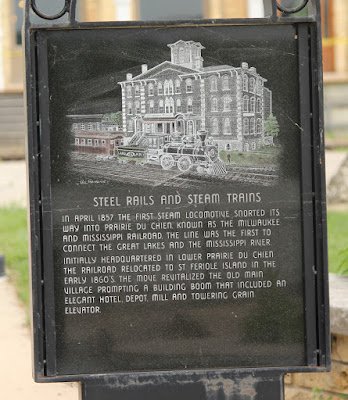 STEEL RAILS AND STEAM TRAINS
IN APRIL 1857 THE FIRST STEAM LOCOMOTIVE SNORTED ITS
WAY INTO PRAIRIE DU CHIEN. KNOWN AS THE MILWAUKEE
AND MISSISSIPPI RAILROAD, THE LINE WAS THE FIRST TO
CONNECT THE GREAT LAKES AND THE MISSISSIPPI RIVER.
INITIALLY HEADQUARTERED IN LOWER PRAIRIE DU CHIEN
THE RAILROAD RELOCATED TO ST FERIOLE ISLAND IN THE
EARLY 1860'S THE MOVE REVITALIZED THE OLD MAIN
VILLAGE PROMPTING A BUILDING BOOM THAT INCLUDED AN
ELEGANT HOTEL, DEPOT, MILL AND TOWERING GRAIN
ELEVATOR.